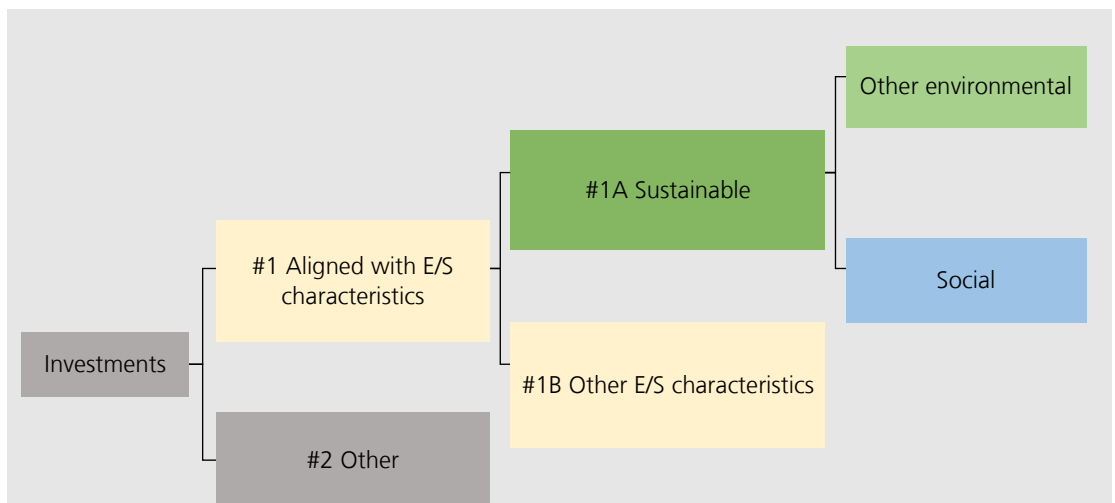 Investments
#1 Aligned with E/S
characteristics
#2 Other
#1A Sustainable
#1B Other E/S characteristics
Other environmental
Social